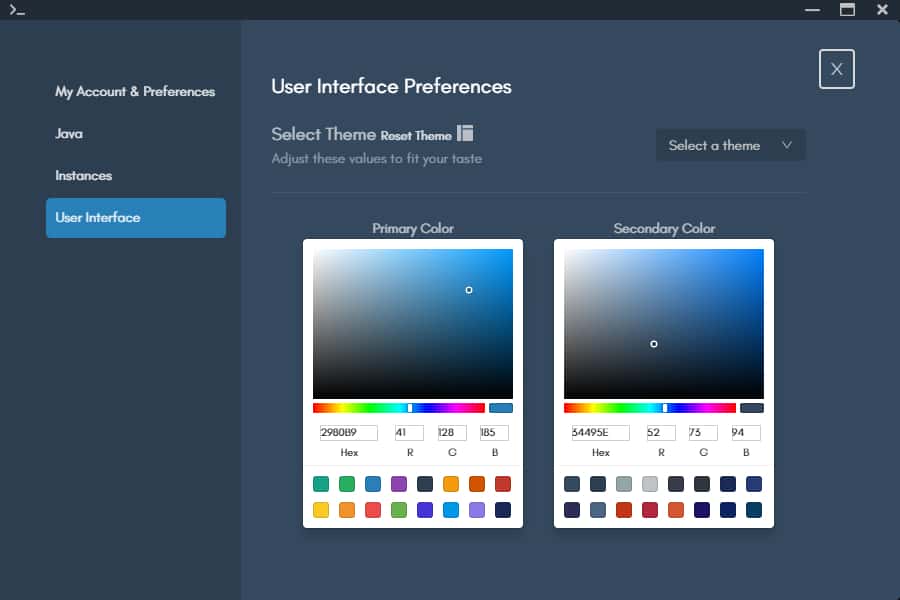 My Account & Preferences
Java
Instances
User Interface
User Interface Preferences
X
Select Theme Reset Theme
Adjust these values to fit your taste
Select a theme
Primary Color
2980B9 41 128 185
Hex R G B
Secondary Color
34495E 52 73 94
Hex R G B